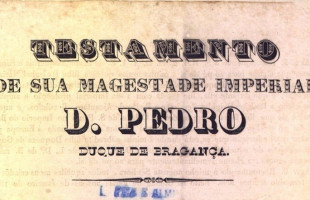 TESTAMENTO
DE SUA MAGESTADE IMPERIAL
D. PEDRO
DUQUE DE BRAGANÇA.